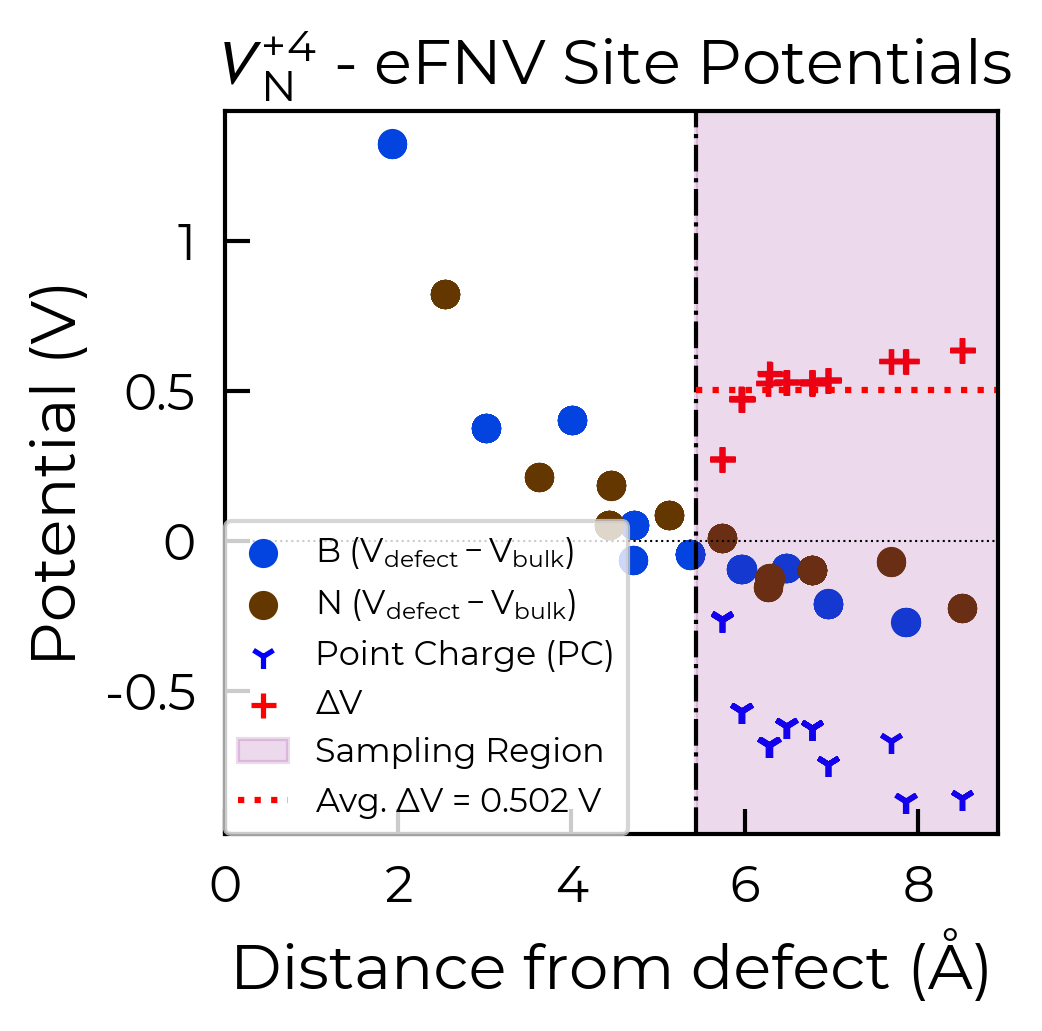 V_N^{+4} - eFNV Site Potentials
Potential (V)
1
0.5
0
-0.5
B (V_defect − V_bulk)
N (V_defect − V_bulk)
Point Charge (PC)
ΔV
Sampling Region
Avg. ΔV = 0.502 V
0 2 4 6 8
Distance from defect (Å)